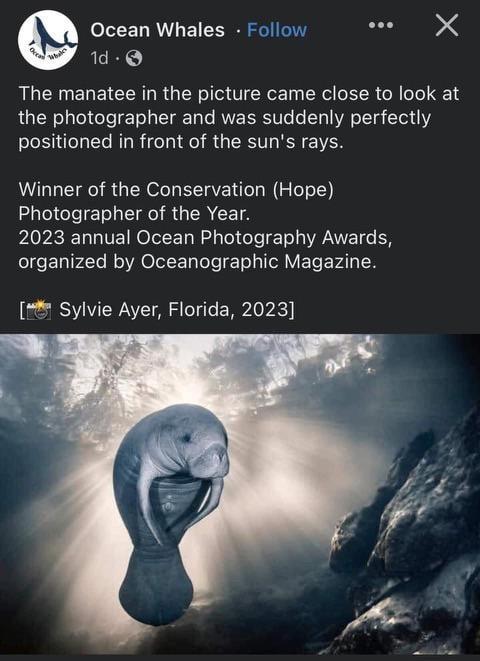 Ocean Whales
Ocean Whales · Follow
1d ·
The manatee in the picture came close to look at
the photographer and was suddenly perfectly
positioned in front of the sun's rays.
Winner of the Conservation (Hope)
Photographer of the Year.
2023 annual Ocean Photography Awards,
organized by Oceanographic Magazine.
[📸 Sylvie Ayer, Florida, 2023]